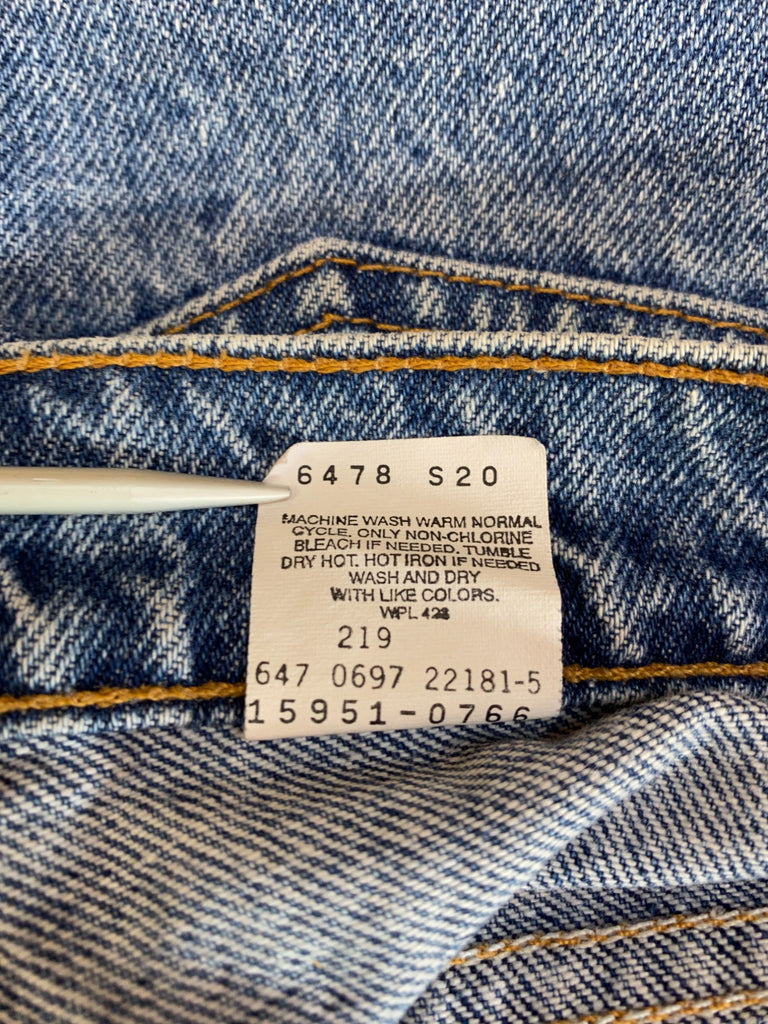 6478 S20
MACHINE WASH WARM NORMAL
CYCLE. ONLY NON-CHLORINE
BLEACH IF NEEDED. TUMBLE
DRY HOT. HOT IRON IF NEEDED
WASH AND DRY
WITH LIKE COLORS.
WPL 423
219
647 0697 22181-5
15951-0766